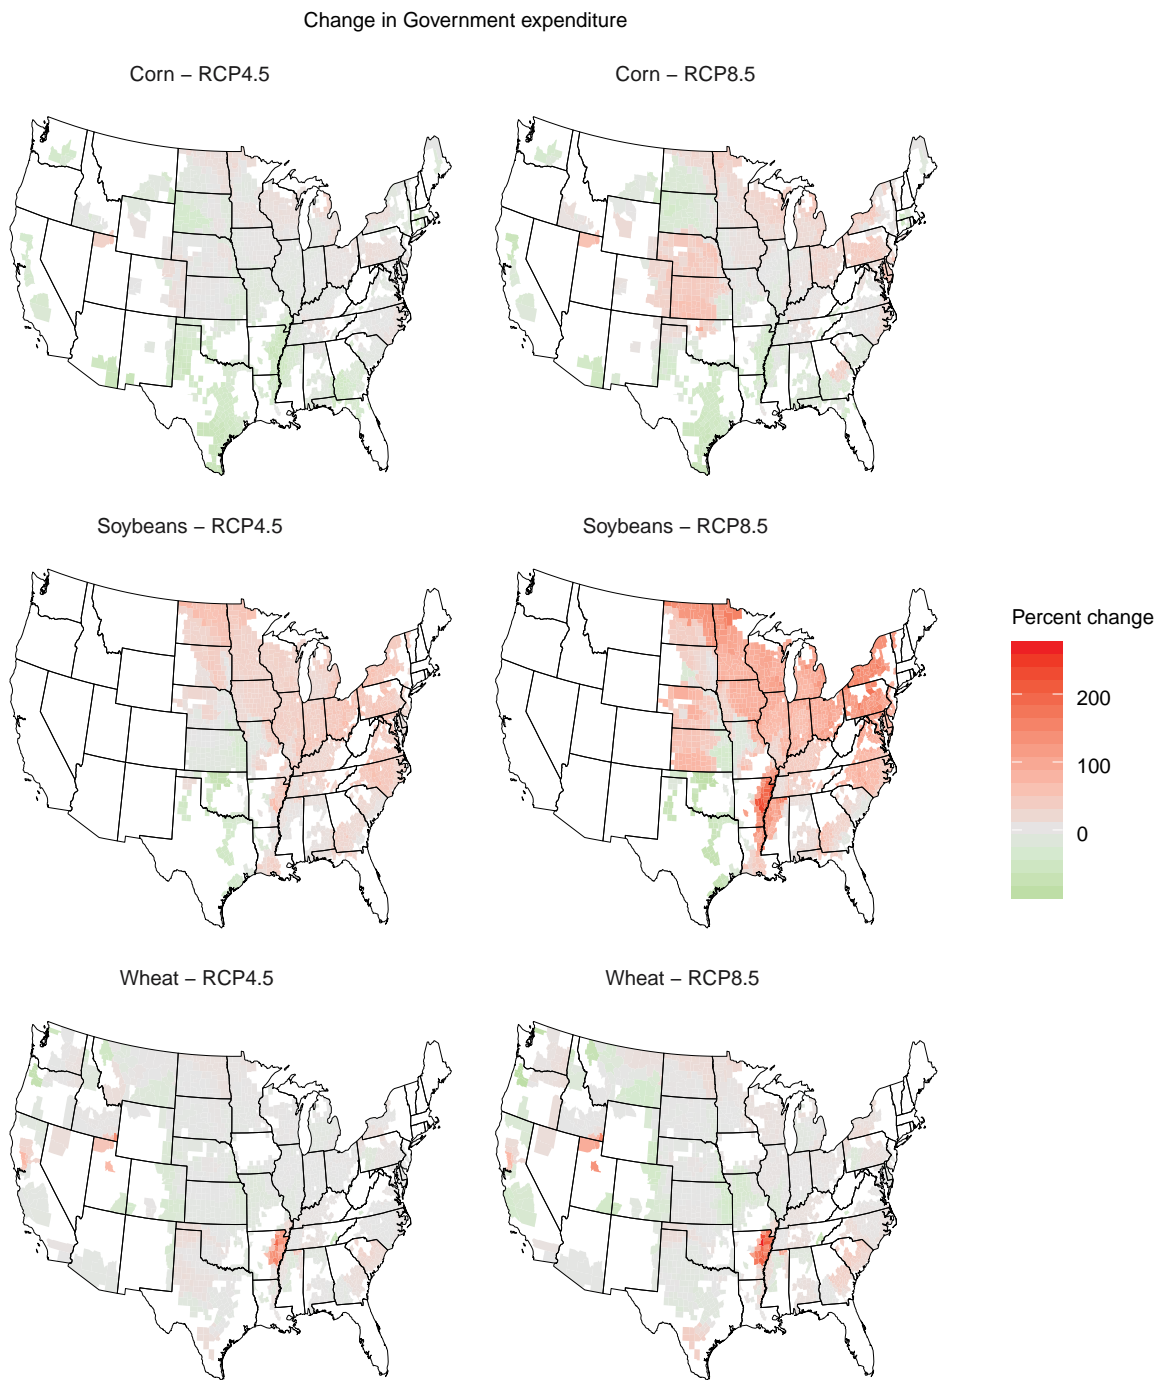 Change in Government expenditure
Corn – RCP4.5
Corn – RCP8.5
Soybeans – RCP4.5
Soybeans – RCP8.5
Percent change
200
100
0
Wheat – RCP4.5
Wheat – RCP8.5